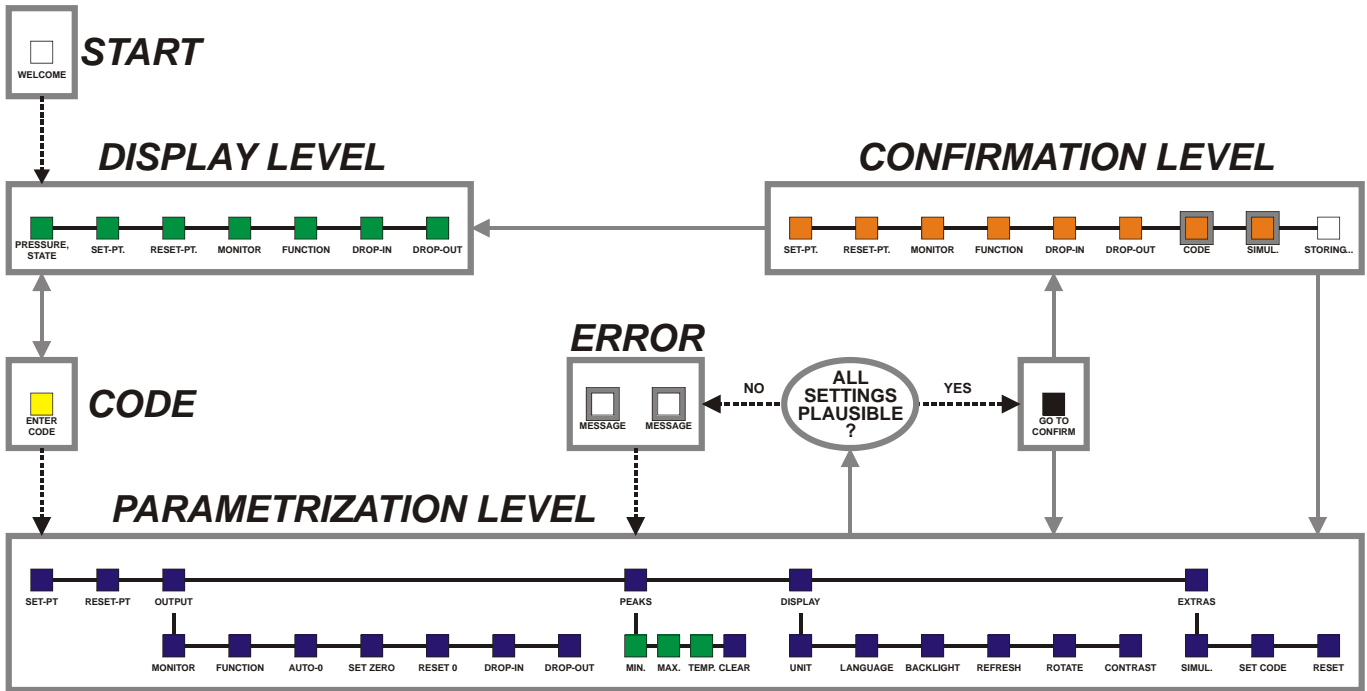 START
WELCOME
DISPLAY LEVEL
CONFIRMATION LEVEL
PRESSURE,
STATE
SET-PT.
RESET-PT.
MONITOR
FUNCTION
DROP-IN
DROP-OUT
SET-PT.
RESET-PT.
MONITOR
FUNCTION
DROP-IN
DROP-OUT
CODE
SIMUL.
STORING...
CODE
ENTER
CODE
ERROR
MESSAGE
MESSAGE
NO
ALL
SETTINGS
PLAUSIBLE
?
YES
GO TO
CONFIRM
PARAMETRIZATION LEVEL
SET-PT
RESET-PT
OUTPUT
PEAKS
DISPLAY
EXTRAS
MONITOR
FUNCTION
AUTO-0
SET ZERO
RESET 0
DROP-IN
DROP-OUT
MIN.
MAX.
TEMP.
CLEAR
UNIT
LANGUAGE
BACKLIGHT
REFRESH
ROTATE
CONTRAST
SIMUL.
SET CODE
RESET